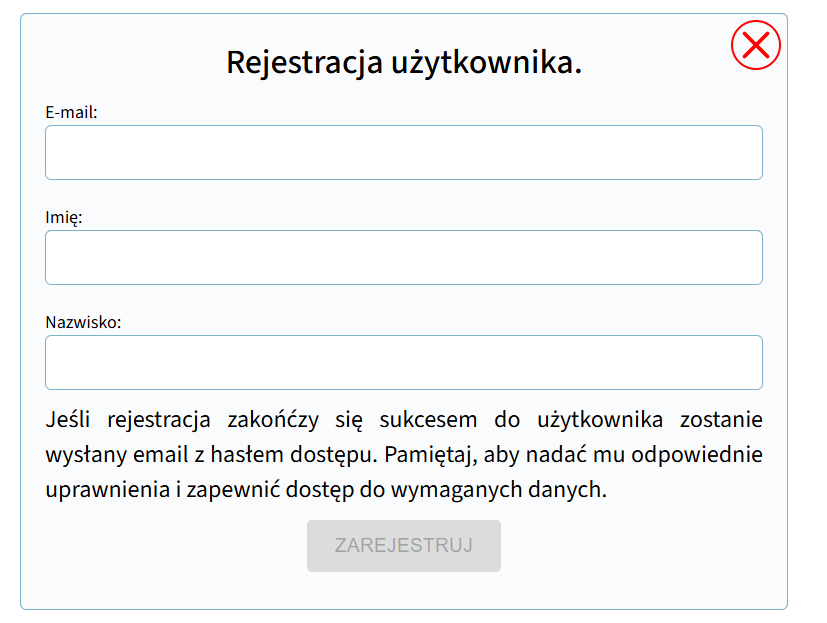 Rejestracja użytkownika.
E-mail:
Imię:
Nazwisko:
Jeśli rejestracja zakońćzy się sukcesem do użytkownika zostanie
wysłany email z hasłem dostępu. Pamiętaj, aby nadać mu odpowiednie
uprawnienia i zapewnić dostęp do wymaganych danych.
ZAREJESTRUJ